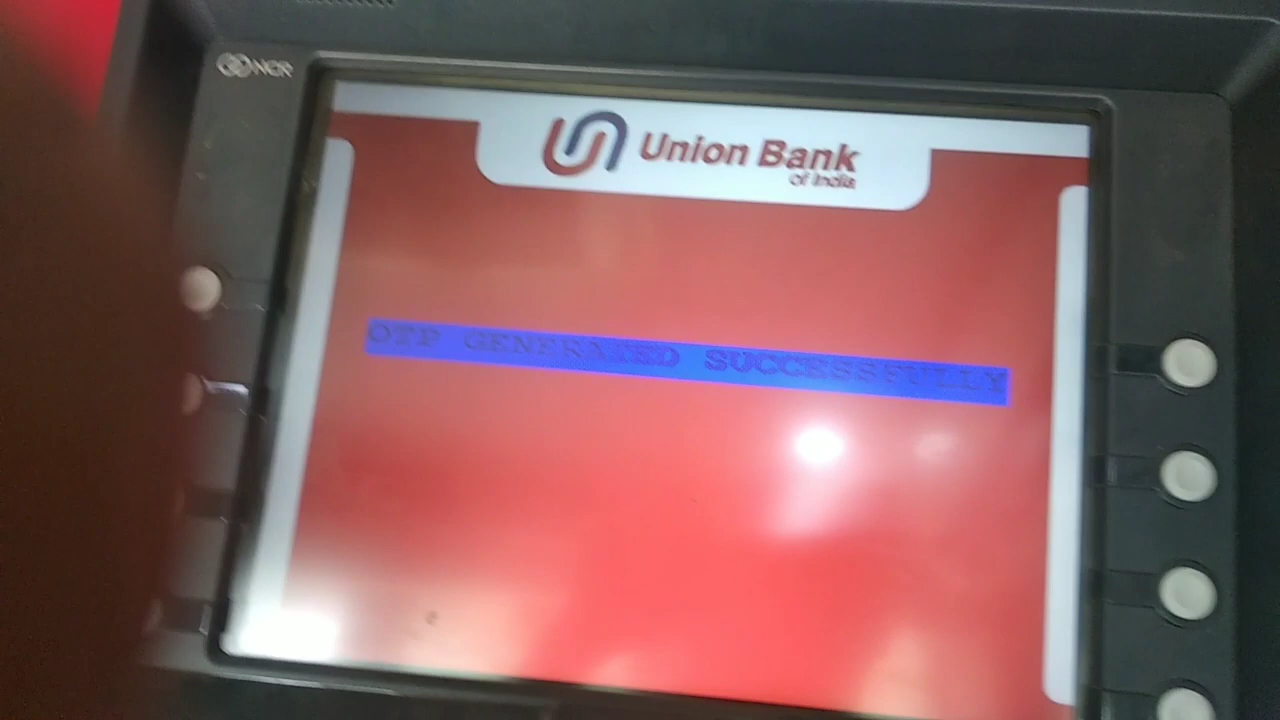 NCR
Union Bank
of India
OTP GENERATED SUCCESSFULLY